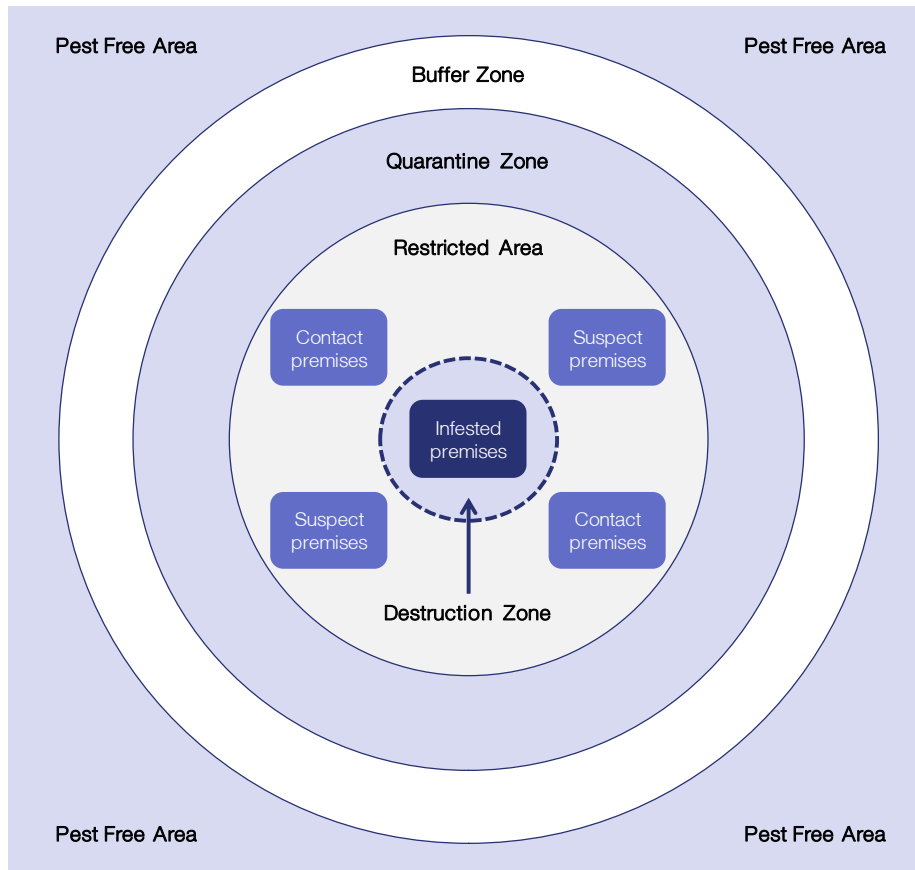 Pest Free Area
Pest Free Area
Buffer Zone
Quarantine Zone
Restricted Area
Contact
premises
Suspect
premises
Infested
premises
Suspect
premises
Contact
premises
Destruction Zone
Pest Free Area
Pest Free Area